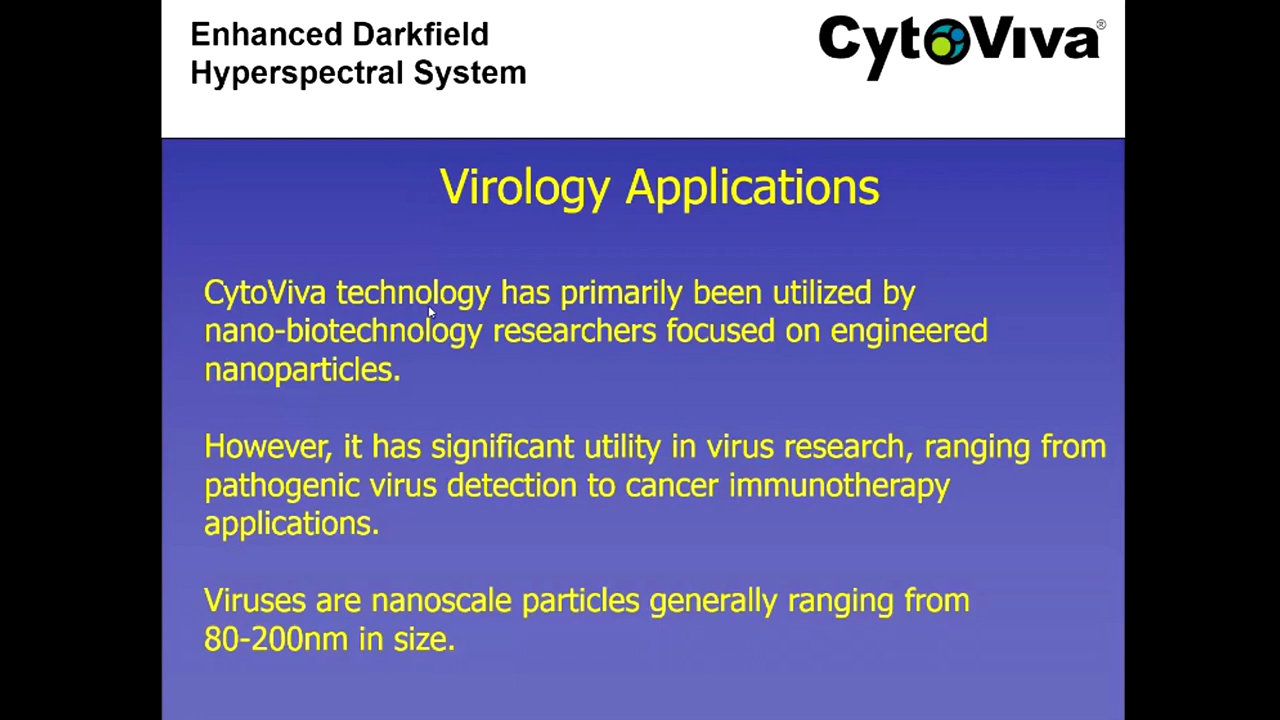 Enhanced Darkfield
Hyperspectral System
CytoViva®
Virology Applications
CytoViva technology has primarily been utilized by
nano-biotechnology researchers focused on engineered
nanoparticles.
However, it has significant utility in virus research, ranging from
pathogenic virus detection to cancer immunotherapy
applications.
Viruses are nanoscale particles generally ranging from
80-200nm in size.